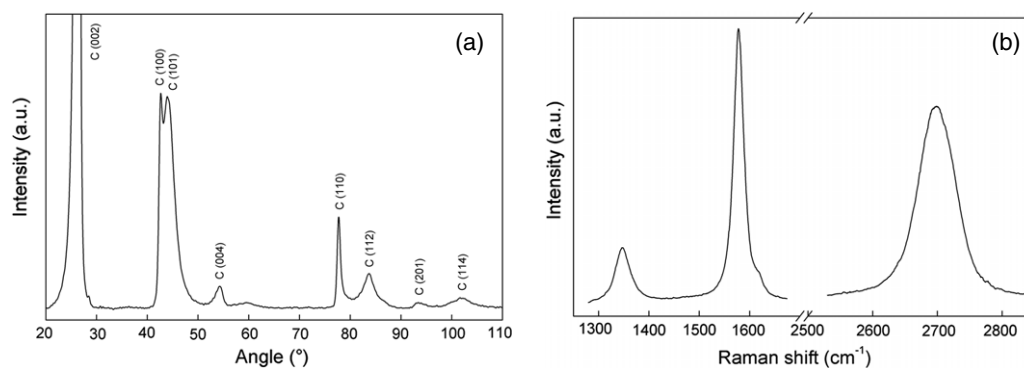 (a)
C (002)
C (100)
C (101)
C (004)
C (110)
C (112)
C (201)
C (114)
Intensity (a.u.)
20 30 40 50 60 70 80 90 100 110
Angle (°)
(b)
Intensity (a.u.)
1300 1400 1500 1600 2600 2700 2800
Raman shift (cm-1)